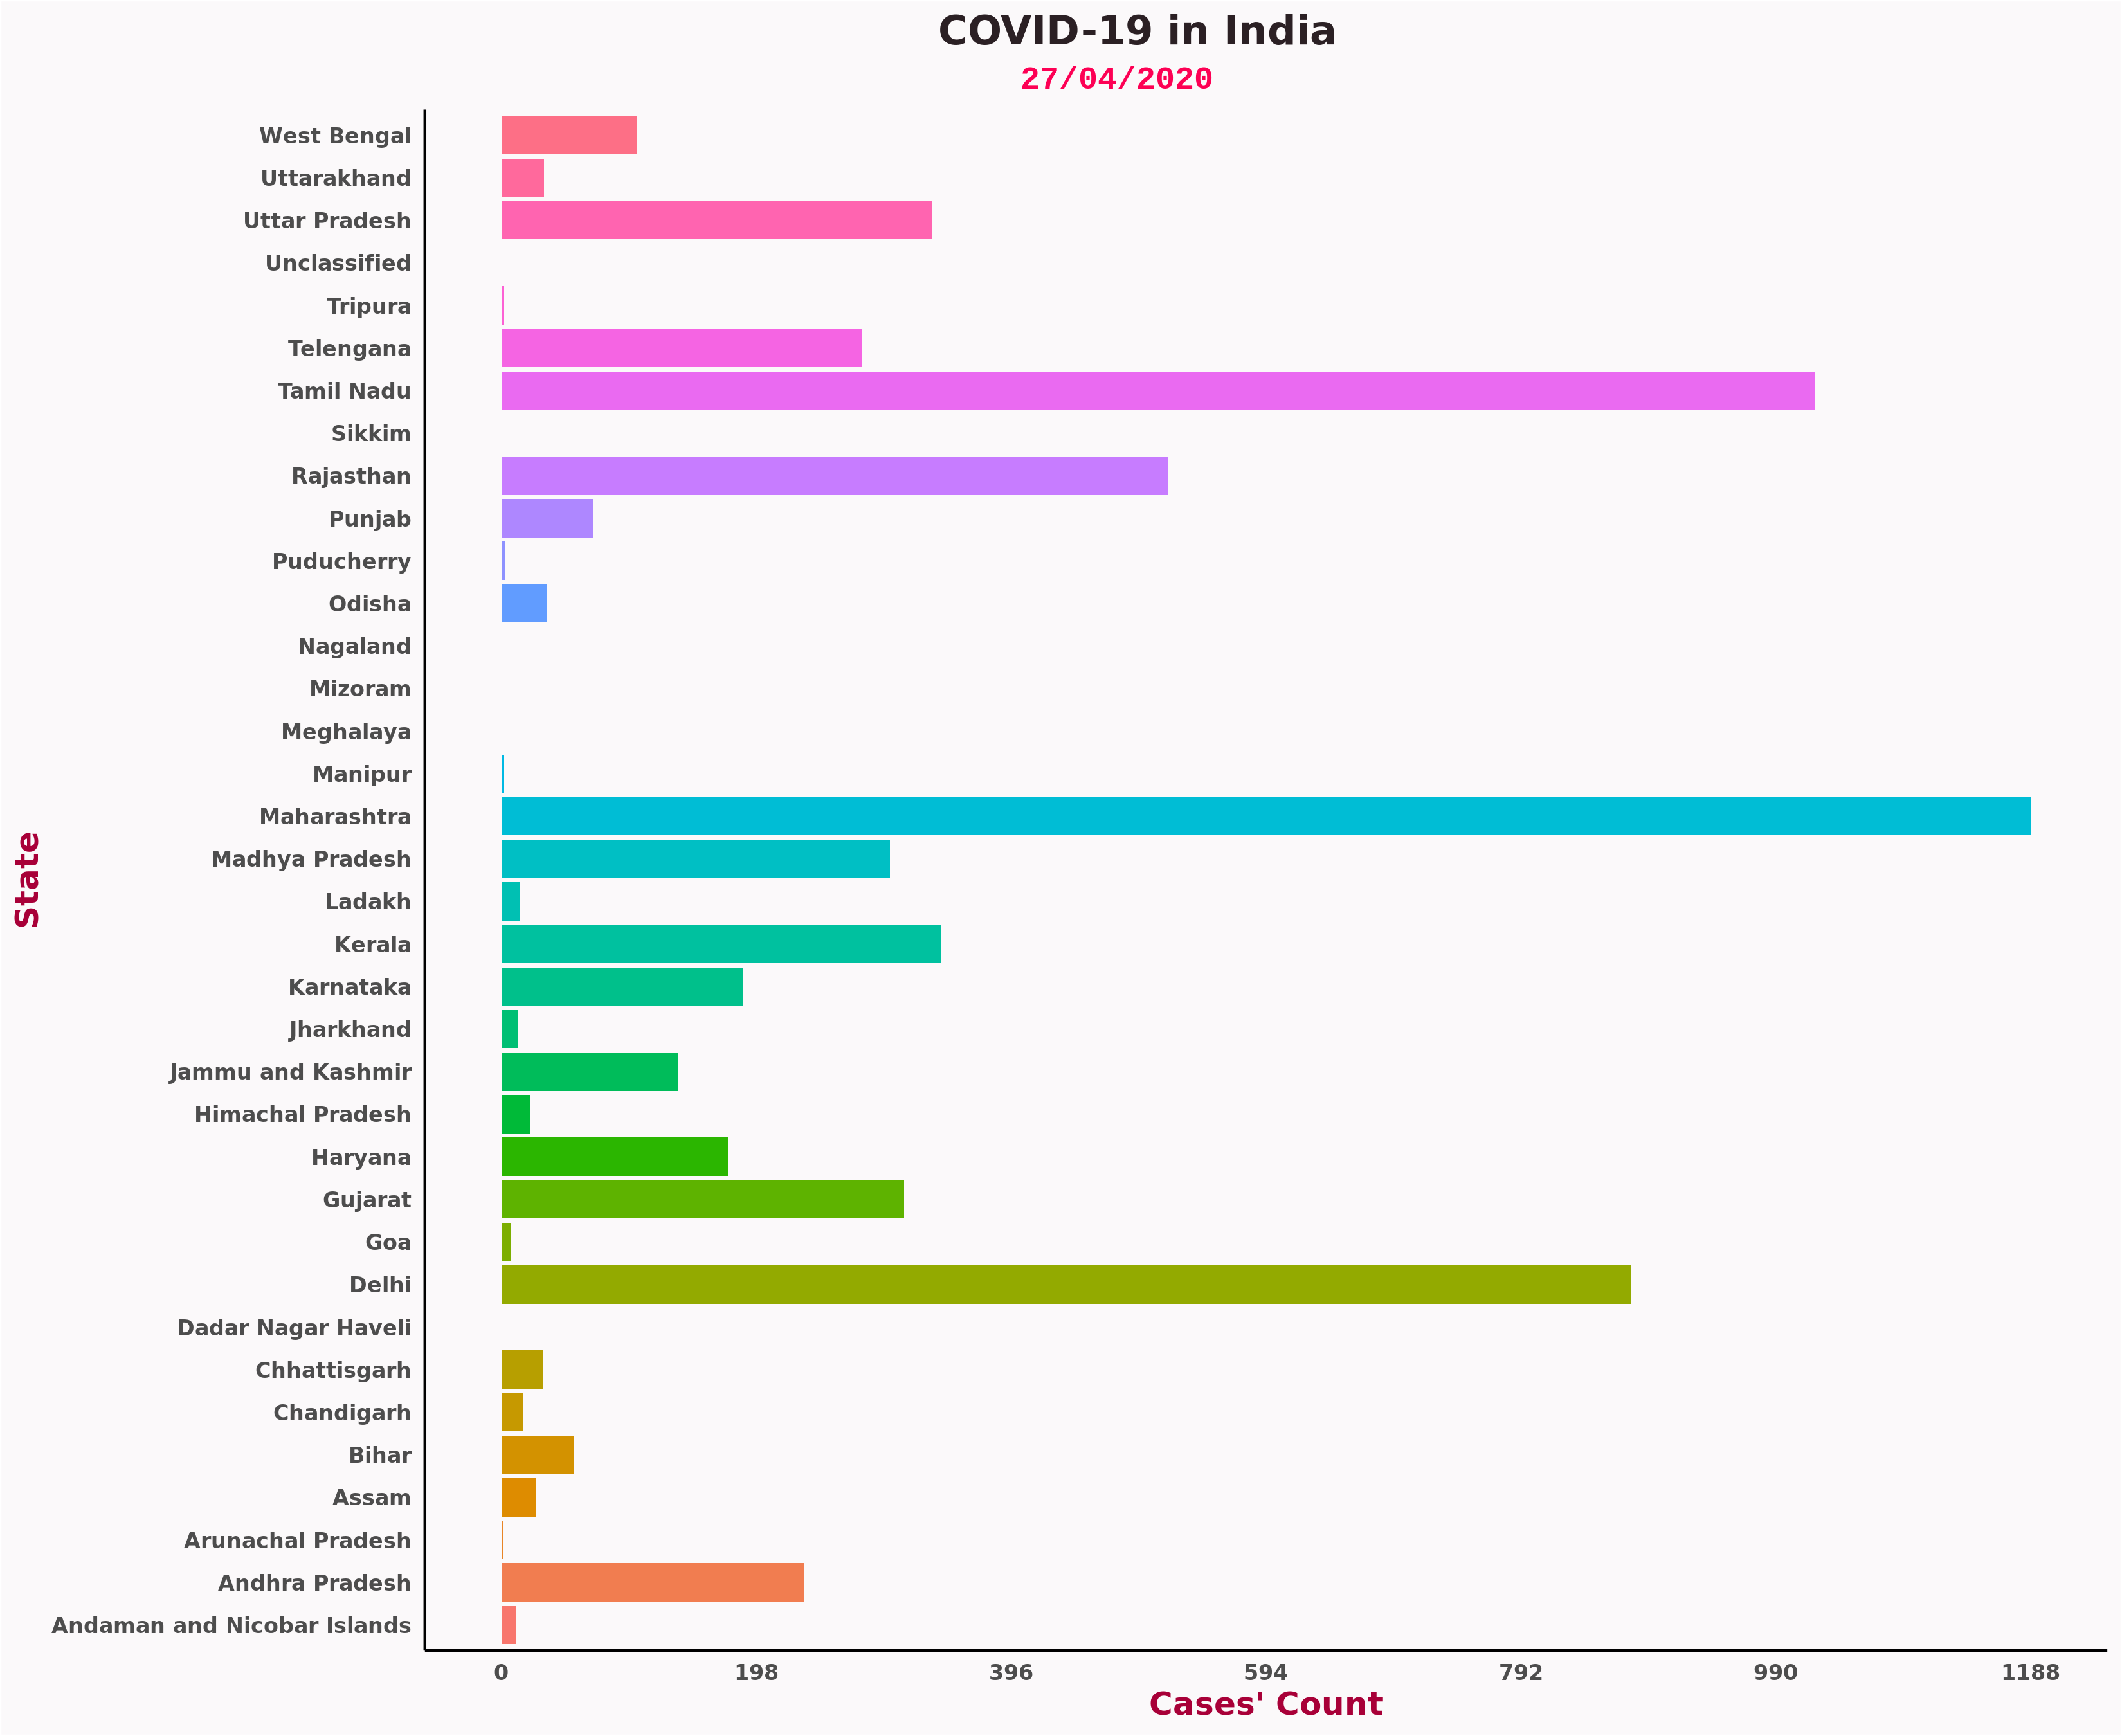 COVID-19 in India
27/04/2020
West Bengal
Uttarakhand
Uttar Pradesh
Unclassified
Tripura
Telengana
Tamil Nadu
Sikkim
Rajasthan
Punjab
Puducherry
Odisha
Nagaland
Mizoram
Meghalaya
Manipur
Maharashtra
Madhya Pradesh
Ladakh
Kerala
Karnataka
Jharkhand
Jammu and Kashmir
Himachal Pradesh
Haryana
Gujarat
Goa
Delhi
Dadar Nagar Haveli
Chhattisgarh
Chandigarh
Bihar
Assam
Arunachal Pradesh
Andhra Pradesh
Andaman and Nicobar Islands
State
0 198 396 594 792 990 1188
Cases' Count